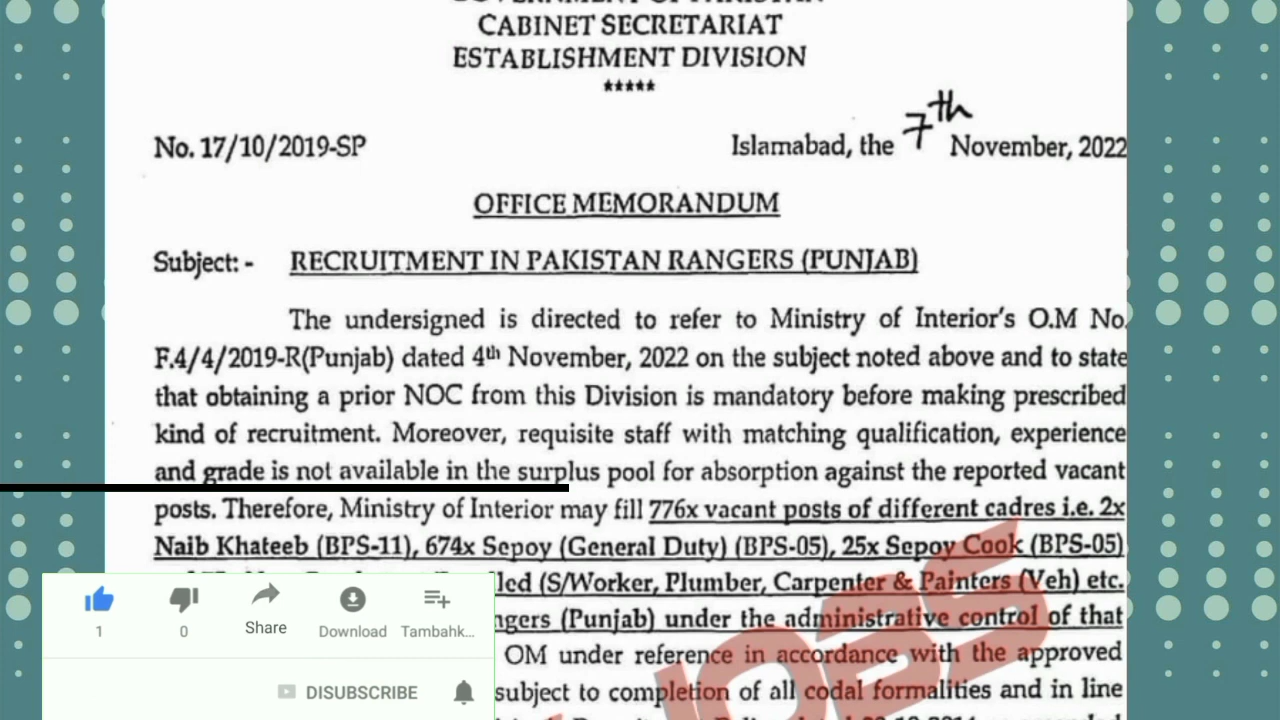 CABINET SECRETARIAT
ESTABLISHMENT DIVISION
*****
No. 17/10/2019-SP
Islamabad, the 7th November, 2022
OFFICE MEMORANDUM
Subject: - RECRUITMENT IN PAKISTAN RANGERS (PUNJAB)
The undersigned is directed to refer to Ministry of Interior's O.M No.
F.4/4/2019-R(Punjab) dated 4th November, 2022 on the subject noted above and to state
that obtaining a prior NOC from this Division is mandatory before making prescribed
kind of recruitment. Moreover, requisite staff with matching qualification, experience
and grade is not available in the surplus pool for absorption against the reported vacant
posts. Therefore, Ministry of Interior may fill 776x vacant posts of different cadres i.e. 2x
Naib Khateeb (BPS-11), 674x Sepoy (General Duty) (BPS-05), 25x Sepoy Cook (BPS-05)
(S/Worker, Plumber, Carpenter & Painters (Veh) etc.
(Punjab) under the administrative control of that
OM under reference in accordance with the approved
subject to completion of all codal formalities and in line
JOBS
1
0
Share
Download
Tambahk...
DISUBSCRIBE